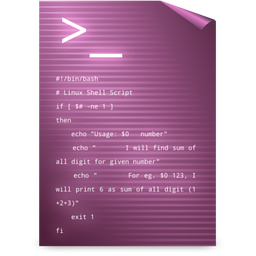 >_
#!/bin/bash
# Linux Shell Script
if [ $# -ne 1 ]
then
echo "Usage: $0 number"
echo " I will find sum of
all digit for given number"
echo " For eg. $0 123, I
will print 6 as sum of all digit (1
+2+3)"
exit 1
fi